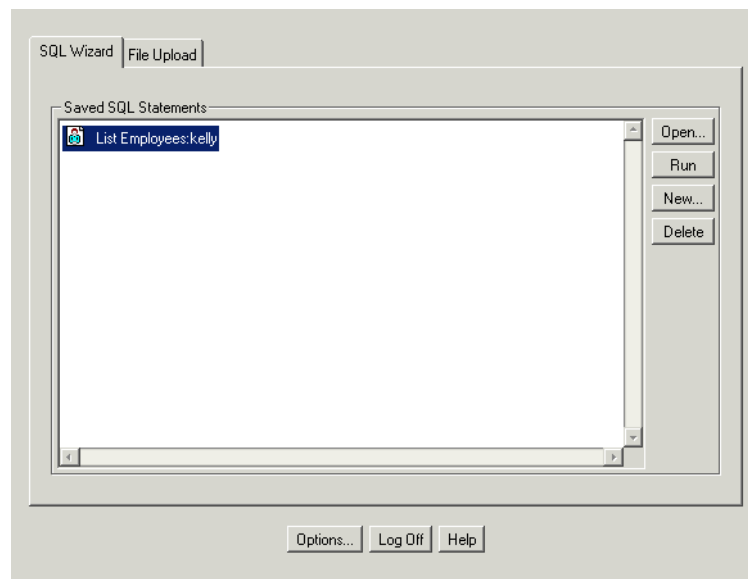 SQL Wizard File Upload
Saved SQL Statements
List Employees:kelly
Open...
Run
New...
Delete
Options... Log Off Help